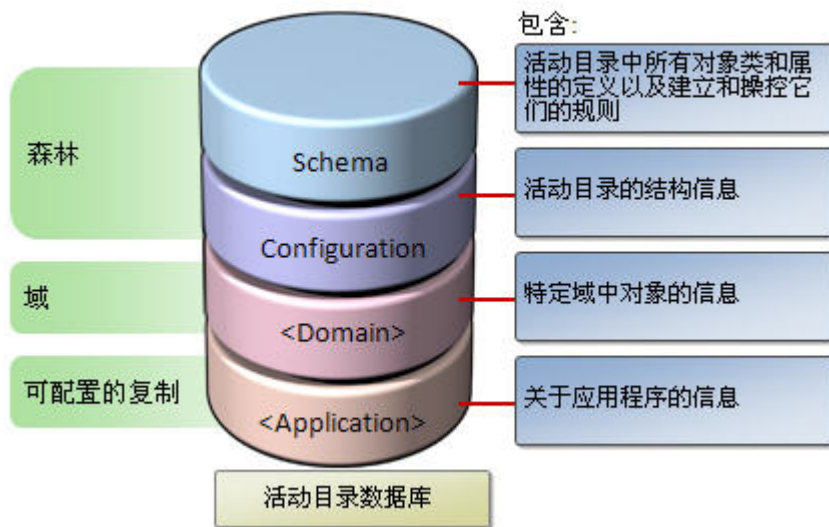 包含:
活动目录中所有对象类和属
性的定义以及建立和操控它
们的规则
森林
Schema
活动目录的结构信息
Configuration
域
特定域中对象的信息
<Domain>
可配置的复制
关于应用程序的信息
<Application>
活动目录数据库